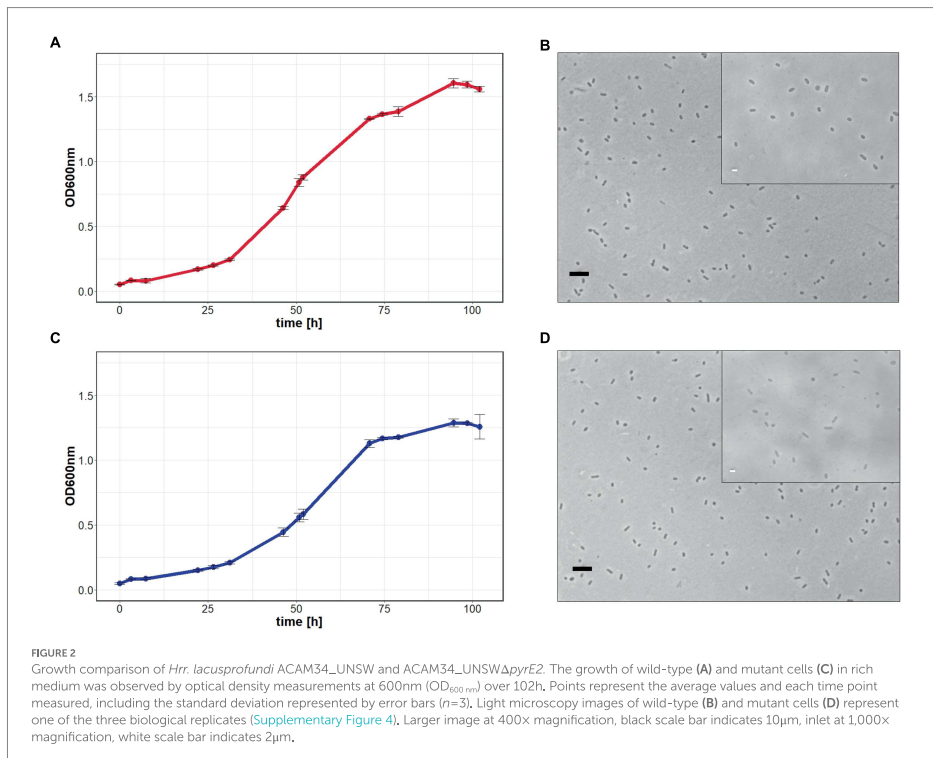 A
B
1.5
1.0
0.5
0.0
OD600nm
0
25
50
75
100
time [h]
C
D
1.5
1.0
0.5
0.0
OD600nm
0
25
50
75
100
time [h]
FIGURE 2
Growth comparison of Hrr. lacusprofundi ACAM34_UNSW and ACAM34_UNSWΔpyrE2. The growth of wild-type (A) and mutant cells (C) in rich
medium was observed by optical density measurements at 600nm (OD600 nm) over 102h. Points represent the average values and each time point
measured, including the standard deviation represented by error bars (n=3). Light microscopy images of wild-type (B) and mutant cells (D) represent
one of the three biological replicates (Supplementary Figure 4). Larger image at 400× magnification, black scale bar indicates 10μm, inlet at 1,000×
magnification, white scale bar indicates 2μm.